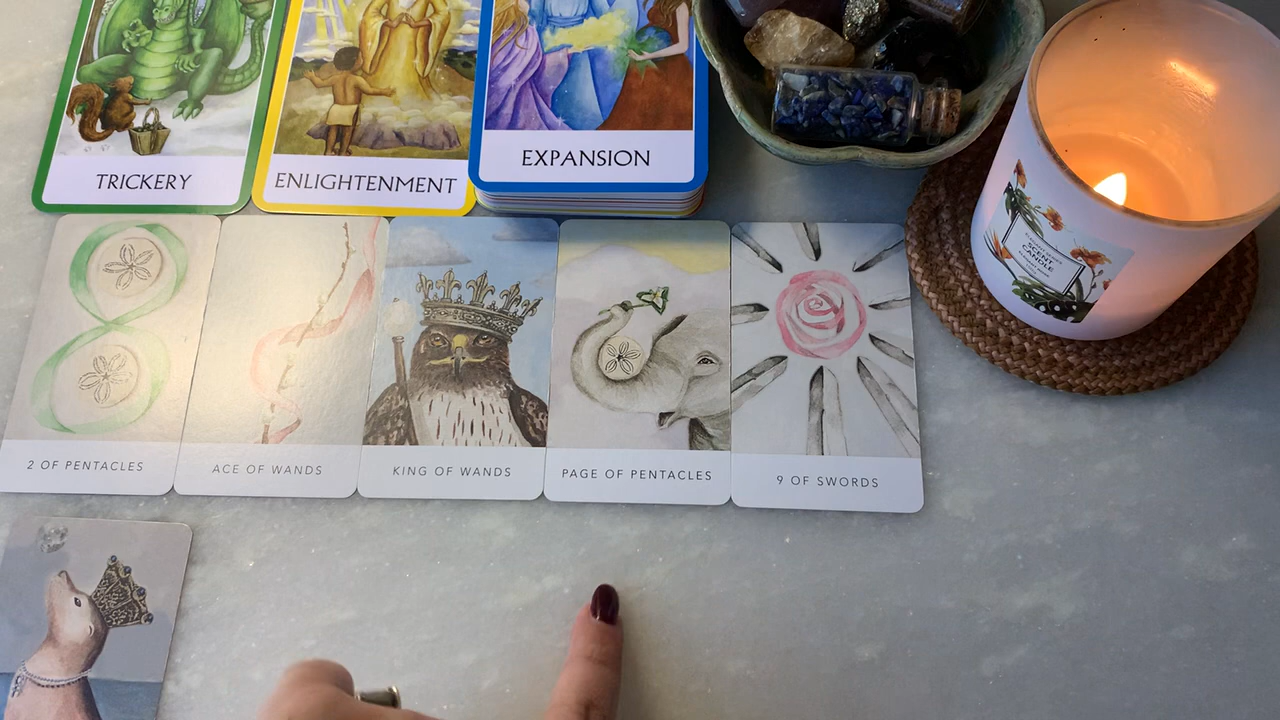 TRICKERY
ENLIGHTENMENT
EXPANSION
SCENT
CANDLE
2 OF PENTACLES
ACE OF WANDS
KING OF WANDS
PAGE OF PENTACLES
9 OF SWORDS